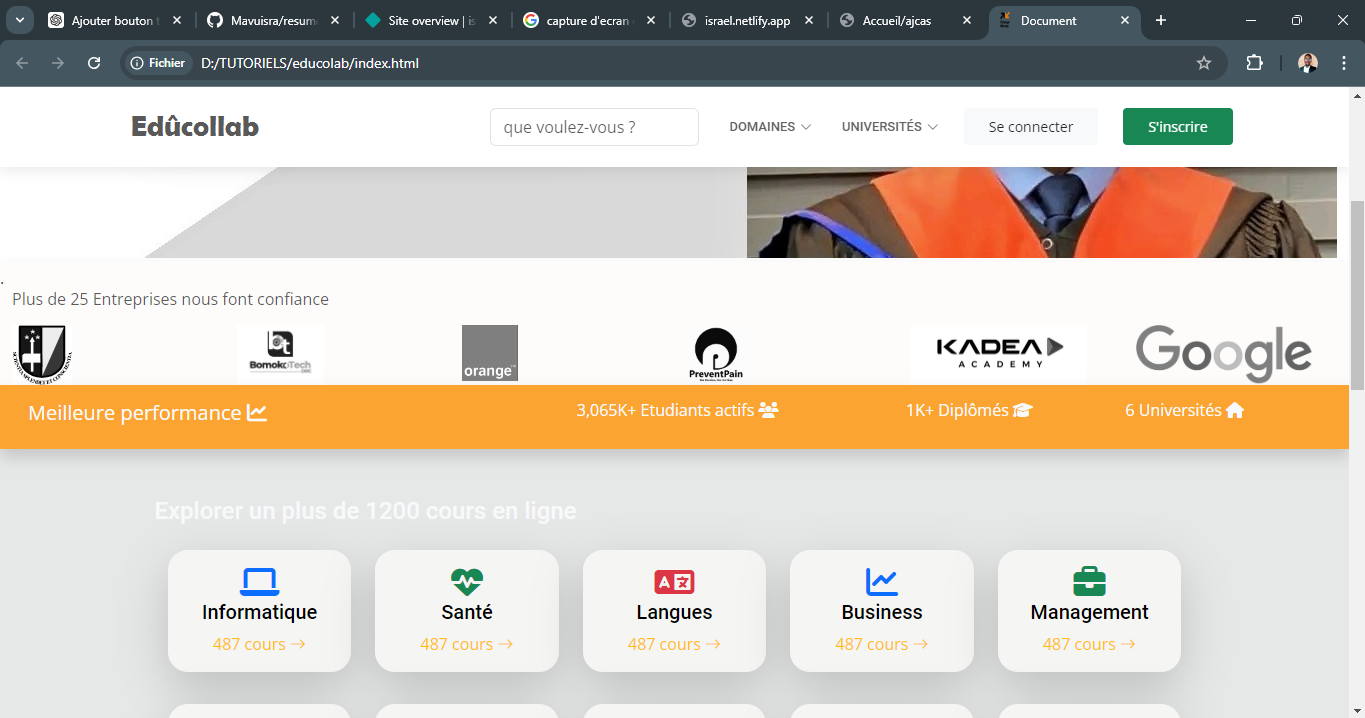 Ajouter bouton t
Mavuisra/resum
Site overview | is
capture d'ecran
israel.netlify.app
Accueil/ajcas
Document
Fichier
D:/TUTORIELS/educolab/index.html
Edûcollab
que voulez-vous ?
DOMAINES
UNIVERSITÉS
Se connecter
S'inscrire
.
Plus de 25 Entreprises nous font confiance
BomokoTech
orange
PreventPain
KADEA
ACADEMY
Google
Meilleure performance
3,065K+ Etudiants actifs
1K+ Diplômés
6 Universités
Explorer un plus de 1200 cours en ligne
Informatique
487 cours →
Santé
487 cours →
Langues
487 cours →
Business
487 cours →
Management
487 cours →